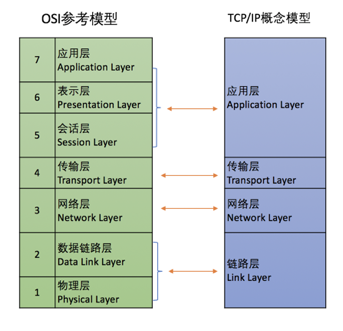 OSI参考模型
TCP/IP概念模型
7
应用层
Application Layer
6
表示层
Presentation Layer
5
会话层
Session Layer
4
传输层
Transport Layer
3
网络层
Network Layer
2
数据链路层
Data Link Layer
1
物理层
Physical Layer
应用层
Application Layer
传输层
Transport Layer
网络层
Network Layer
链路层
Link Layer